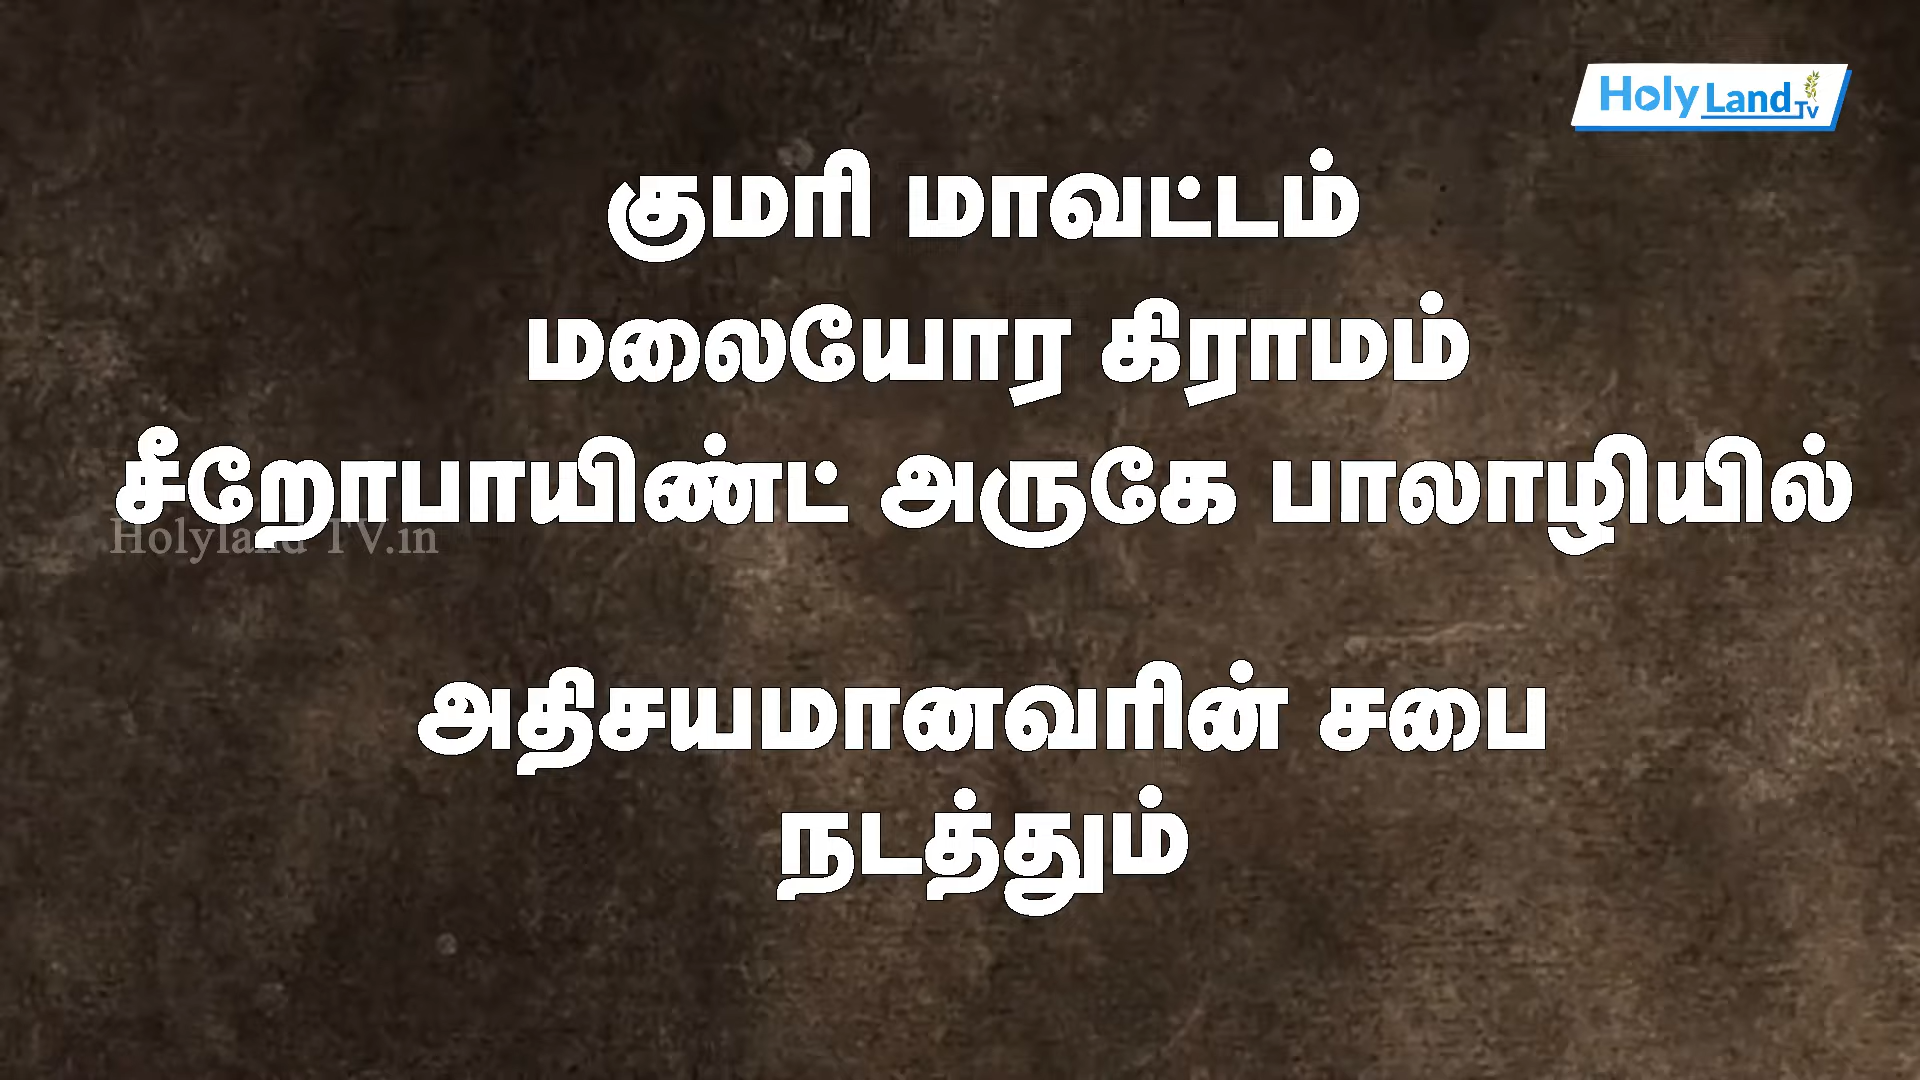 Holy Land TV
குமரி மாவட்டம்
மலையோர கிராமம்
சீறோபாயிண்ட் அருகே பாலாழியில்
Holyland TV.in
அதிசயமானவரின் சபை
நடத்தும்